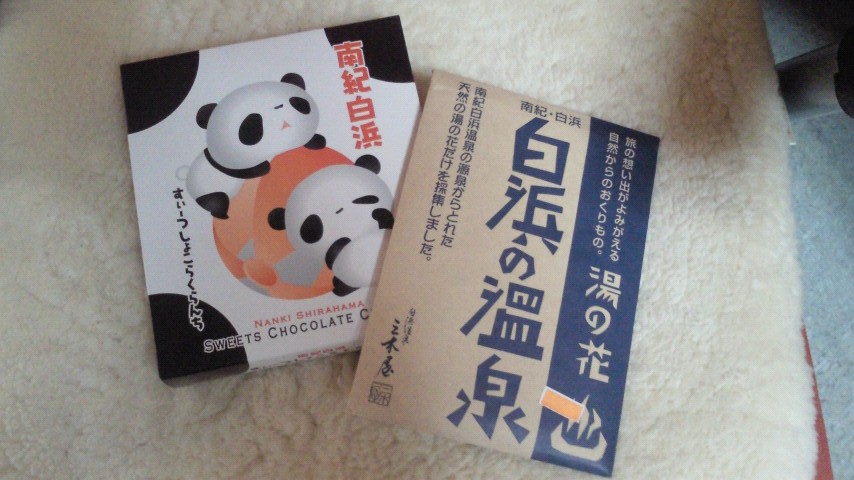 南紀白浜
すいーつしょこらくらんち
NANKI SHIRAHAMA
SWEETS CHOCOLATE C
南紀・白浜
白浜の温泉
旅の想い出がよみがえる
自然からのおくりもの。
湯の花
南紀白浜温泉の源泉からとれた
天然の湯の花だけを採集しました。
三木屋